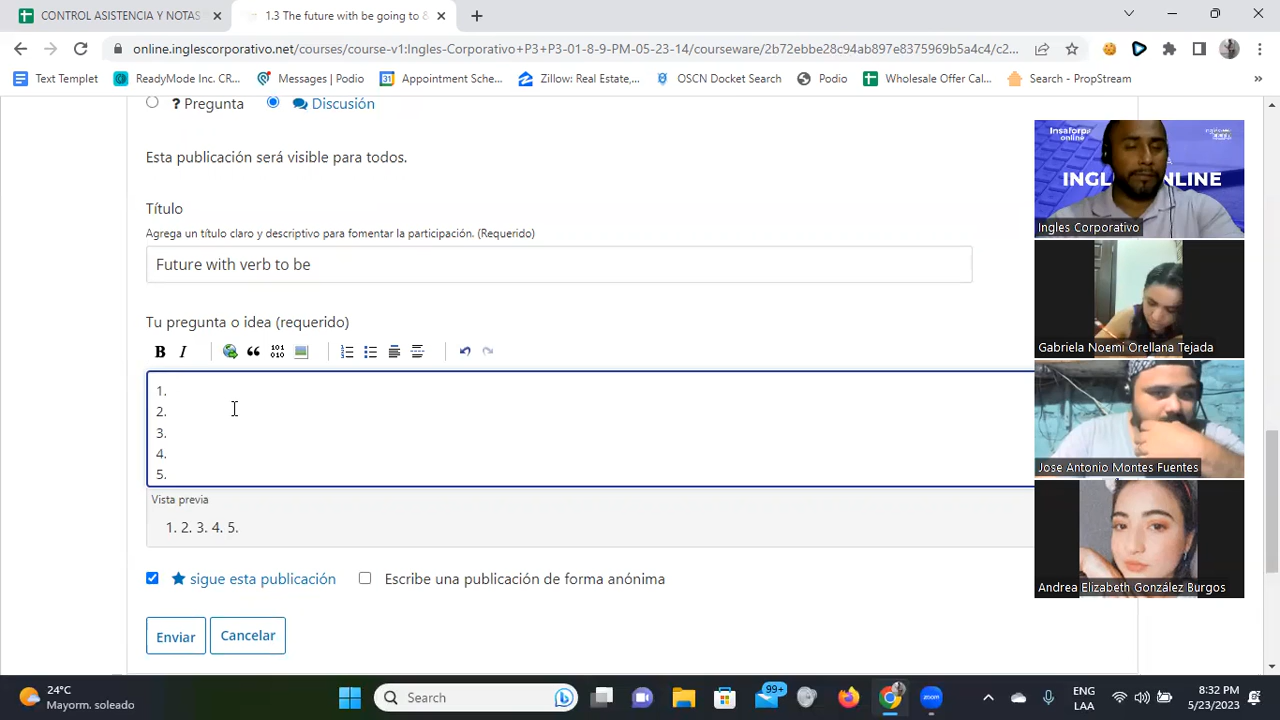 CONTROL ASISTENCIA Y NOTAS
1.3 The future with be going to &
online.inglescorporativo.net/courses/course-v1:Ingles-Corporativo+P3+P3-01-8-9-PM-05-23-14/courseware/2b72ebbe28c94ab897e8375969b5a4c4/c2...
Text Templet
ReadyMode Inc. CR...
Messages | Podio
Appointment Sche...
Zillow: Real Estate,...
OSCN Docket Search
Podio
Wholesale Offer Cal...
Search - PropStream
»
? Pregunta
Discusión
Esta publicación será visible para todos.
Título
Agrega un título claro y descriptivo para fomentar la participación. (Requerido)
Future with verb to be
Tu pregunta o idea (requerido)
B I
1.
2.
3.
4.
5.
Vista previa
1. 2. 3. 4. 5.
sigue esta publicación
Escribe una publicación de forma anónima
Enviar
Cancelar
Insaforp
online
INGL
NLINE
Ingles Corporativo
Gabriela Noemi Orellana Tejada
Jose Antonio Montes Fuentes
Andrea Elizabeth González Burgos
24°C
Mayorm. soleado
Search
99+
ENG
LAA
8:32 PM
5/23/2023